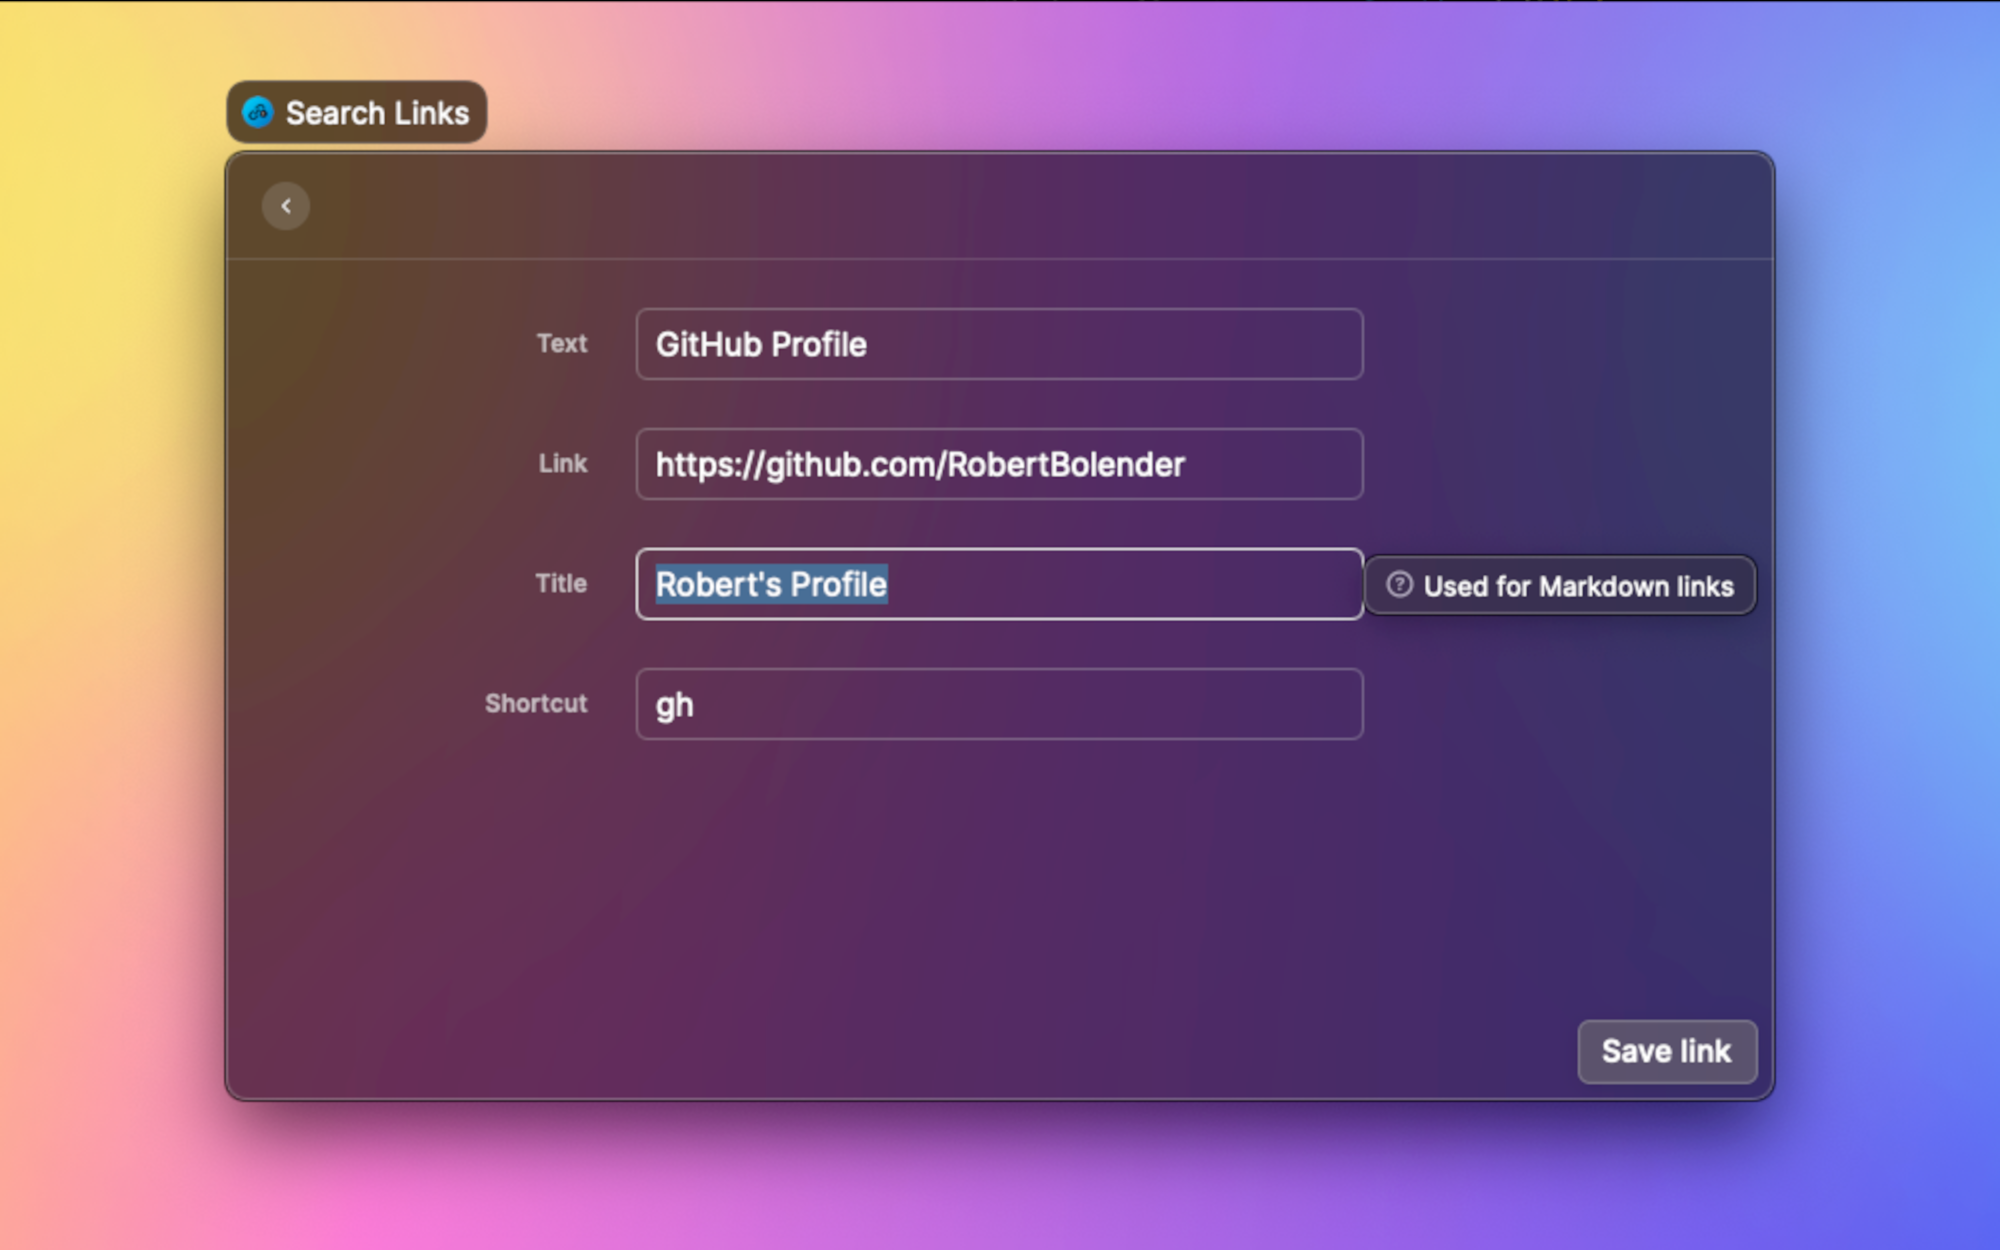 Search Links
Text
GitHub Profile
Link
https://github.com/RobertBolender
Title
Robert's Profile
Used for Markdown links
Shortcut
gh
Save link